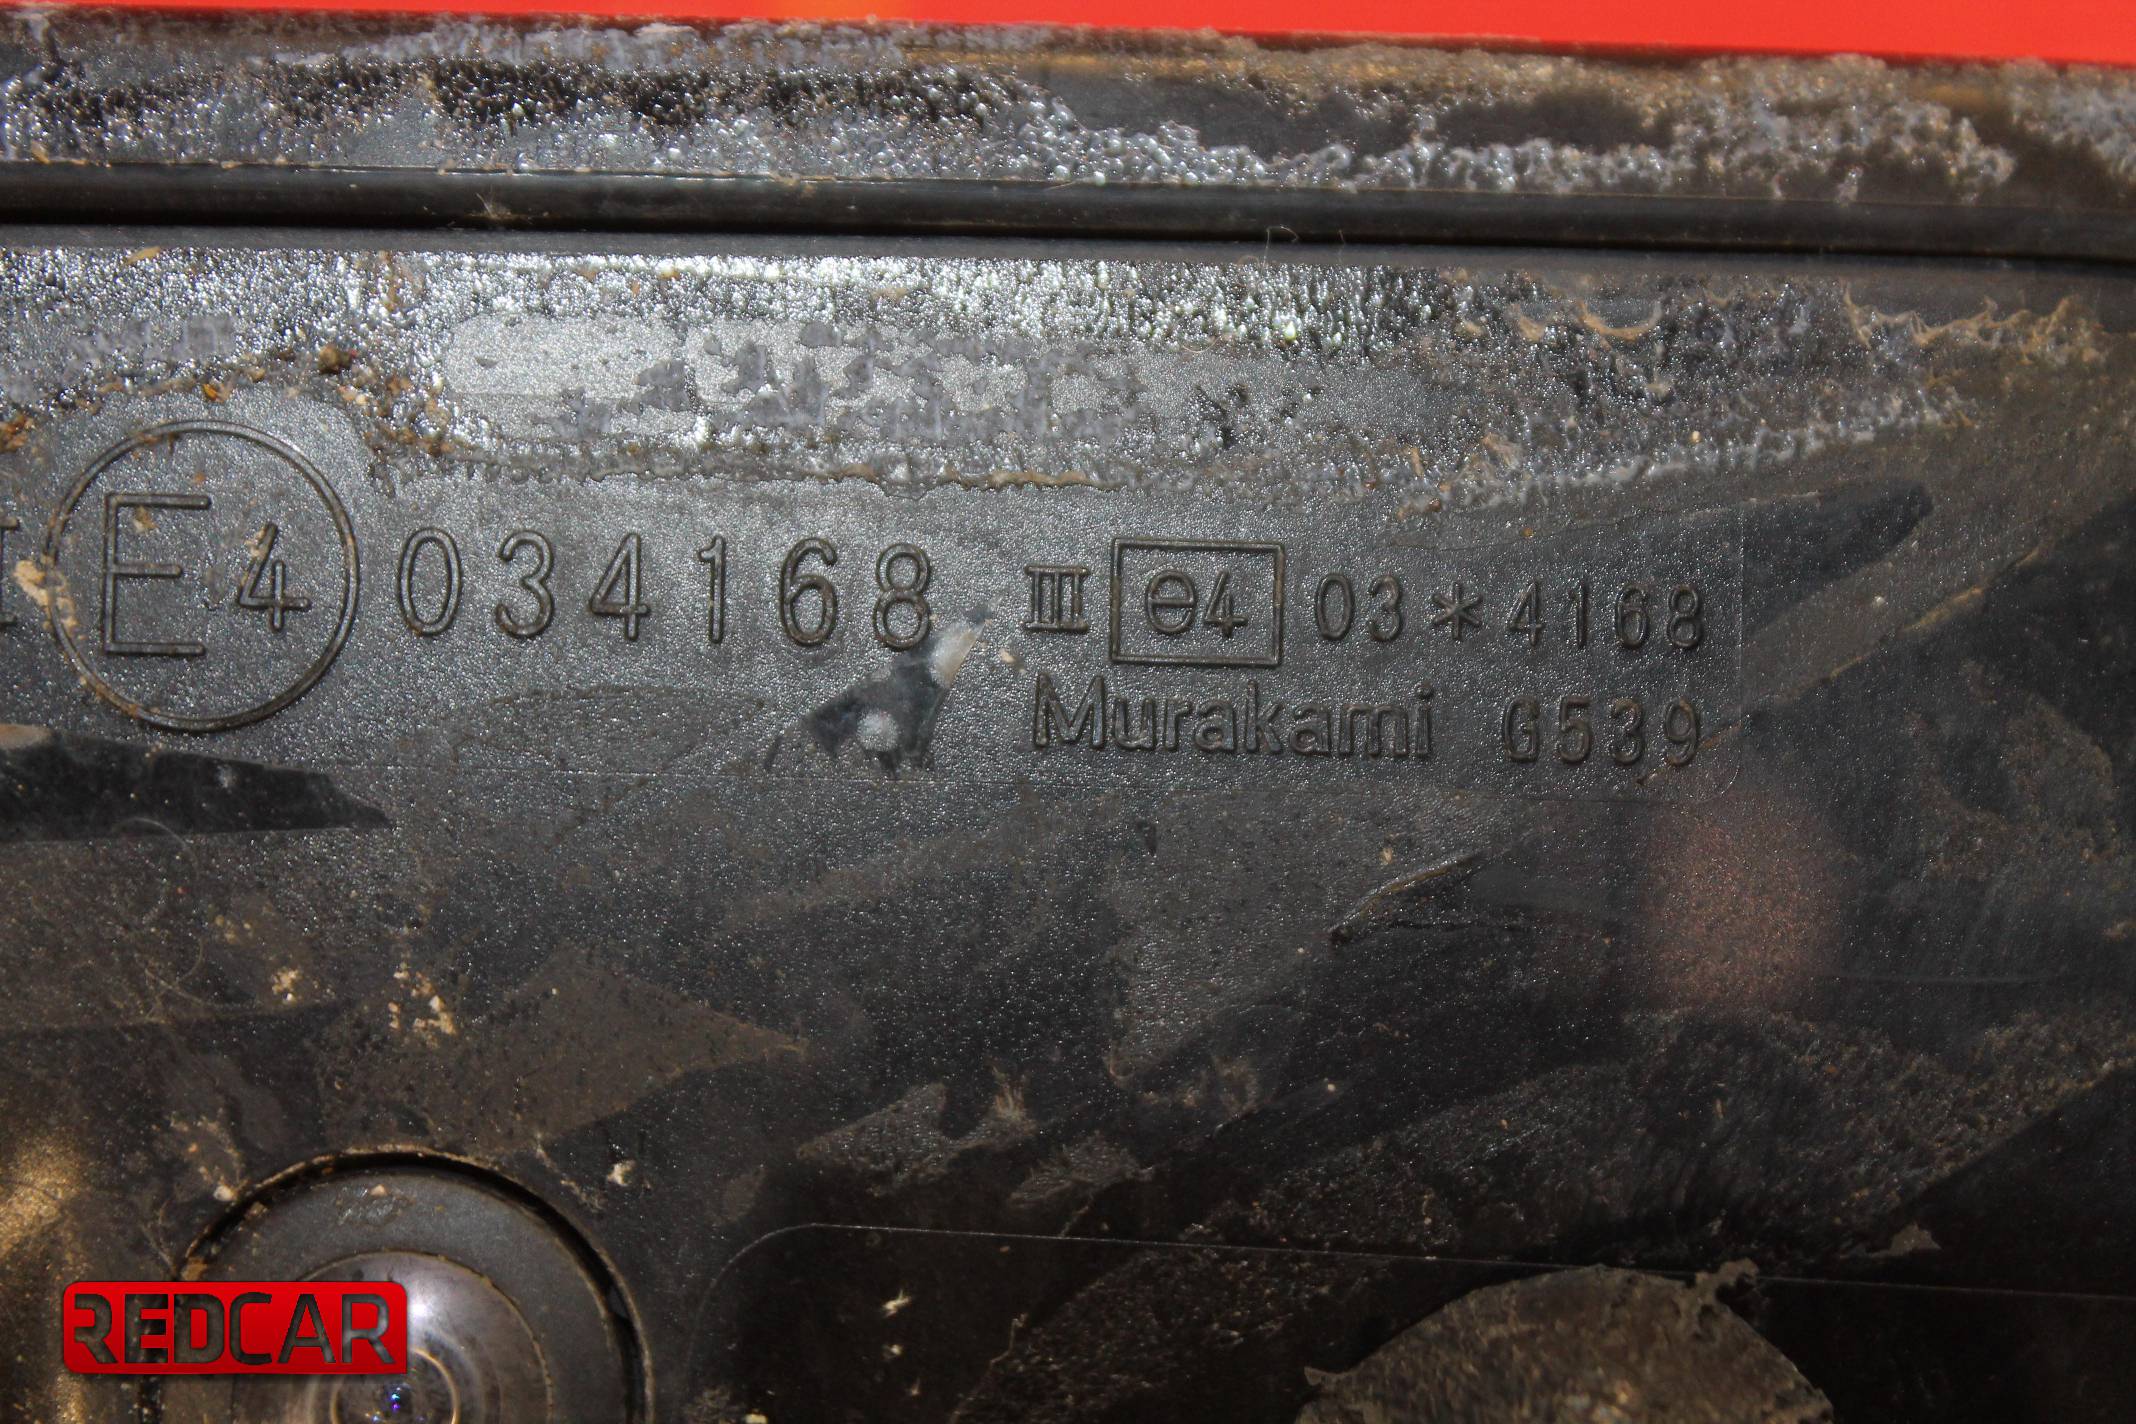 E4 034168 III e4 03*4168
Murakami G539
REDCAR